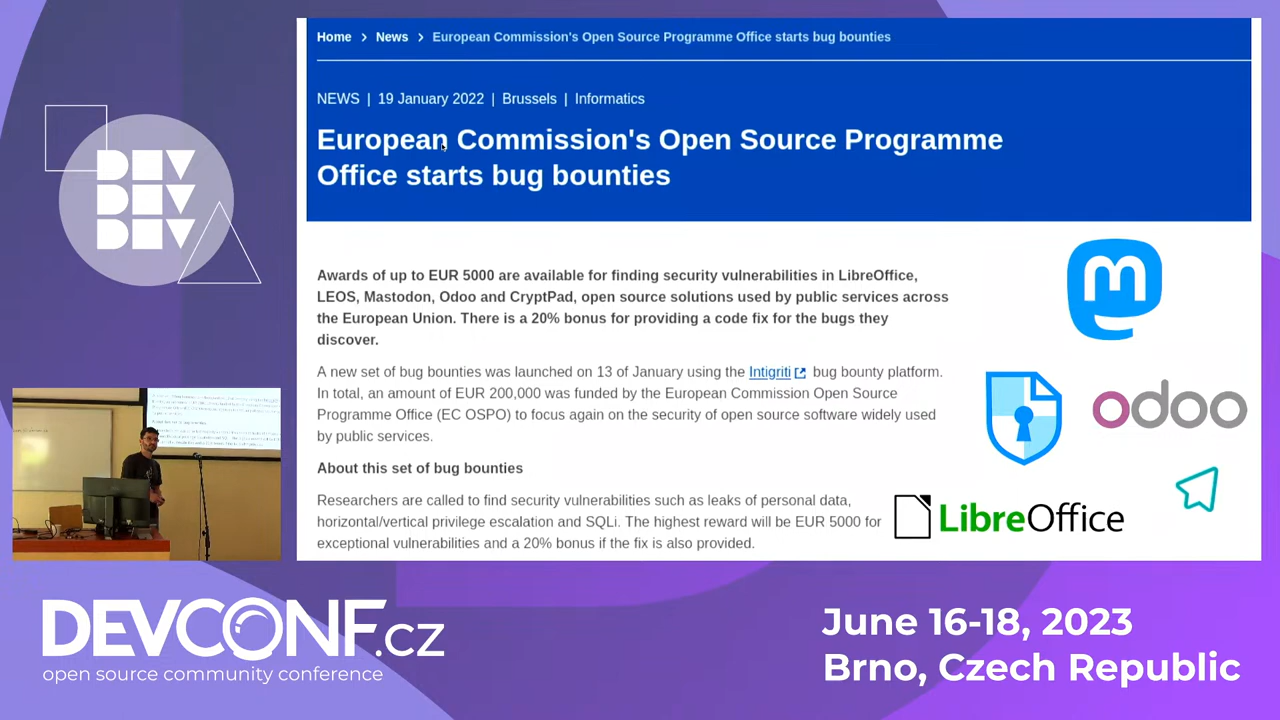 Home > News > European Commission's Open Source Programme Office starts bug bounties
NEWS | 19 January 2022 | Brussels | Informatics
European Commission's Open Source Programme
Office starts bug bounties
Awards of up to EUR 5000 are available for finding security vulnerabilities in LibreOffice,
LEOS, Mastodon, Odoo and CryptPad, open source solutions used by public services across
the European Union. There is a 20% bonus for providing a code fix for the bugs they
discover.
A new set of bug bounties was launched on 13 of January using the Intigriti bug bounty platform.
In total, an amount of EUR 200,000 was funded by the European Commission Open Source
Programme Office (EC OSPO) to focus again on the security of open source software widely used
by public services.
About this set of bug bounties
Researchers are called to find security vulnerabilities such as leaks of personal data,
horizontal/vertical privilege escalation and SQLi. The highest reward will be EUR 5000 for
exceptional vulnerabilities and a 20% bonus if the fix is also provided.
m
odoo
LibreOffice
DEV
DEV
DEV
DEVCONF.cz
open source community conference
June 16-18, 2023
Brno, Czech Republic